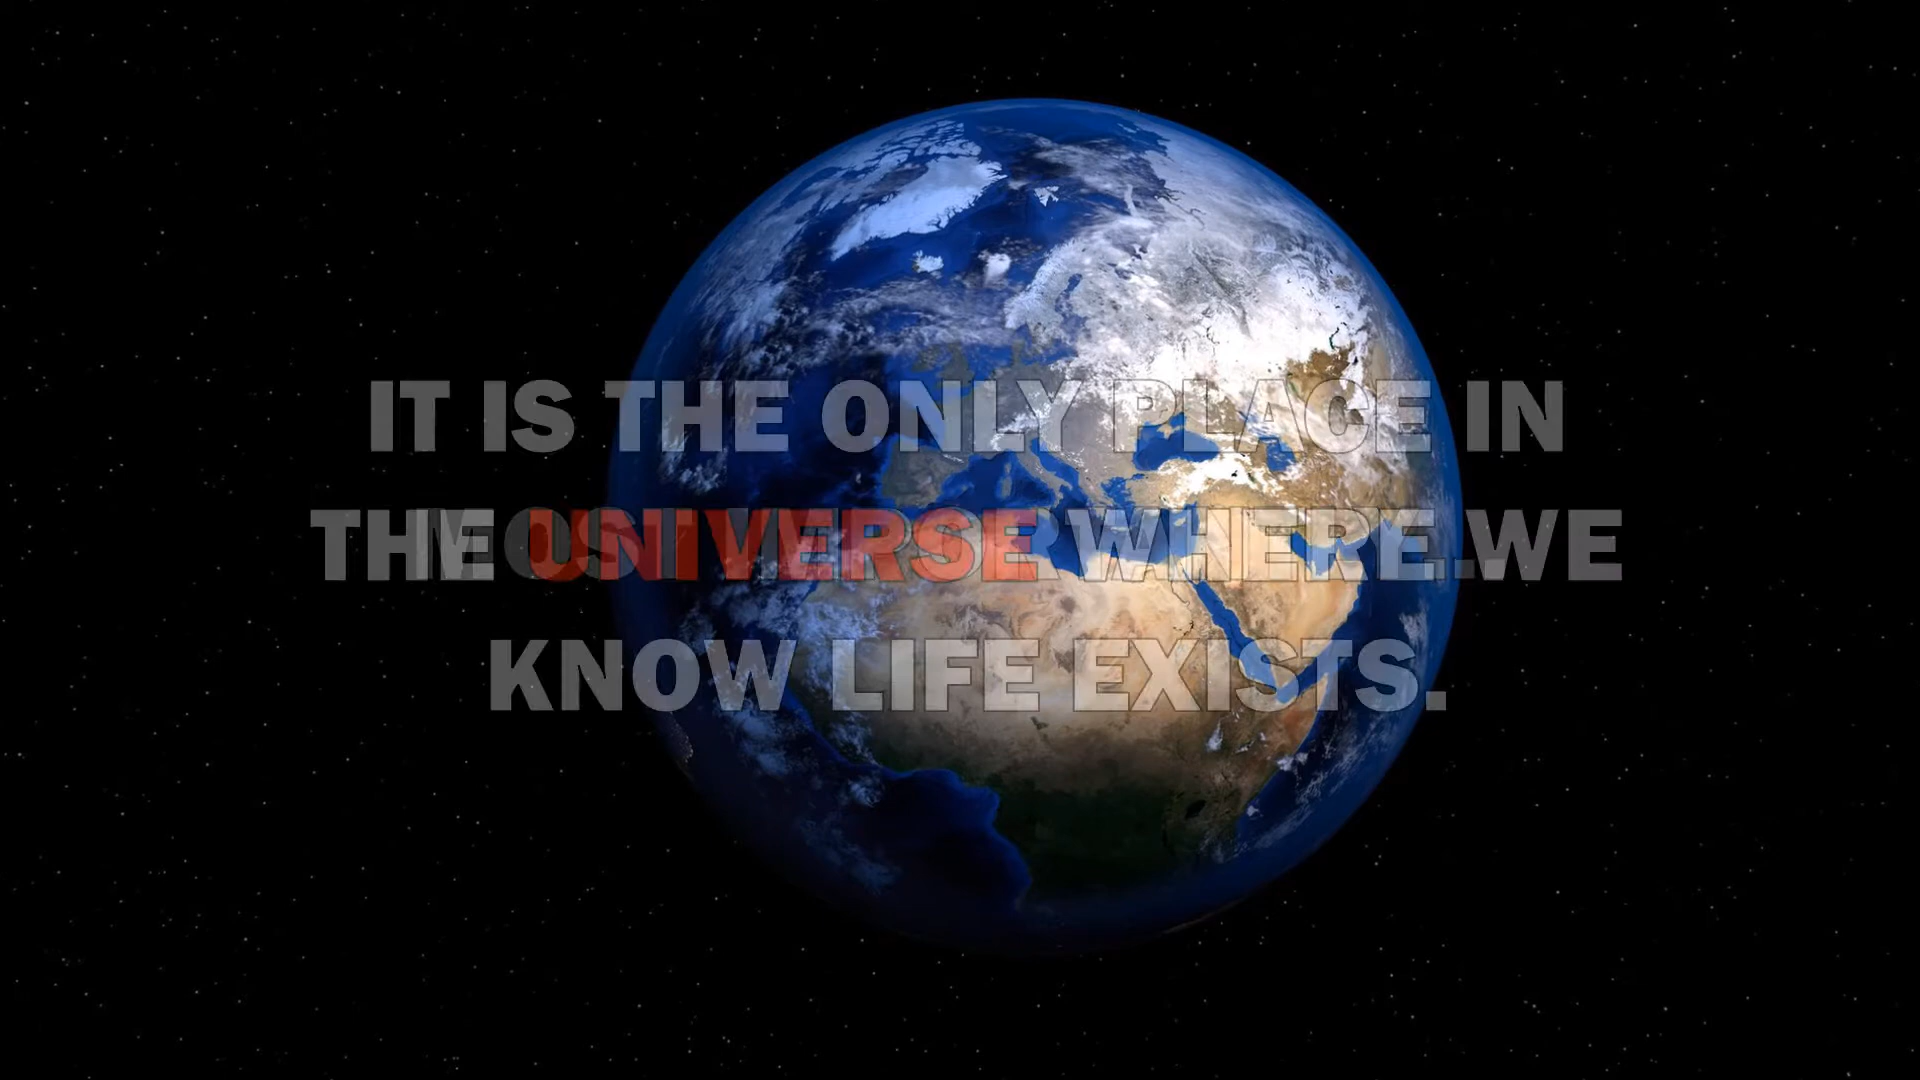 IT IS THE ONLY PLACE IN
THE UNIVERSE WHERE WE
KNOW LIFE EXISTS.